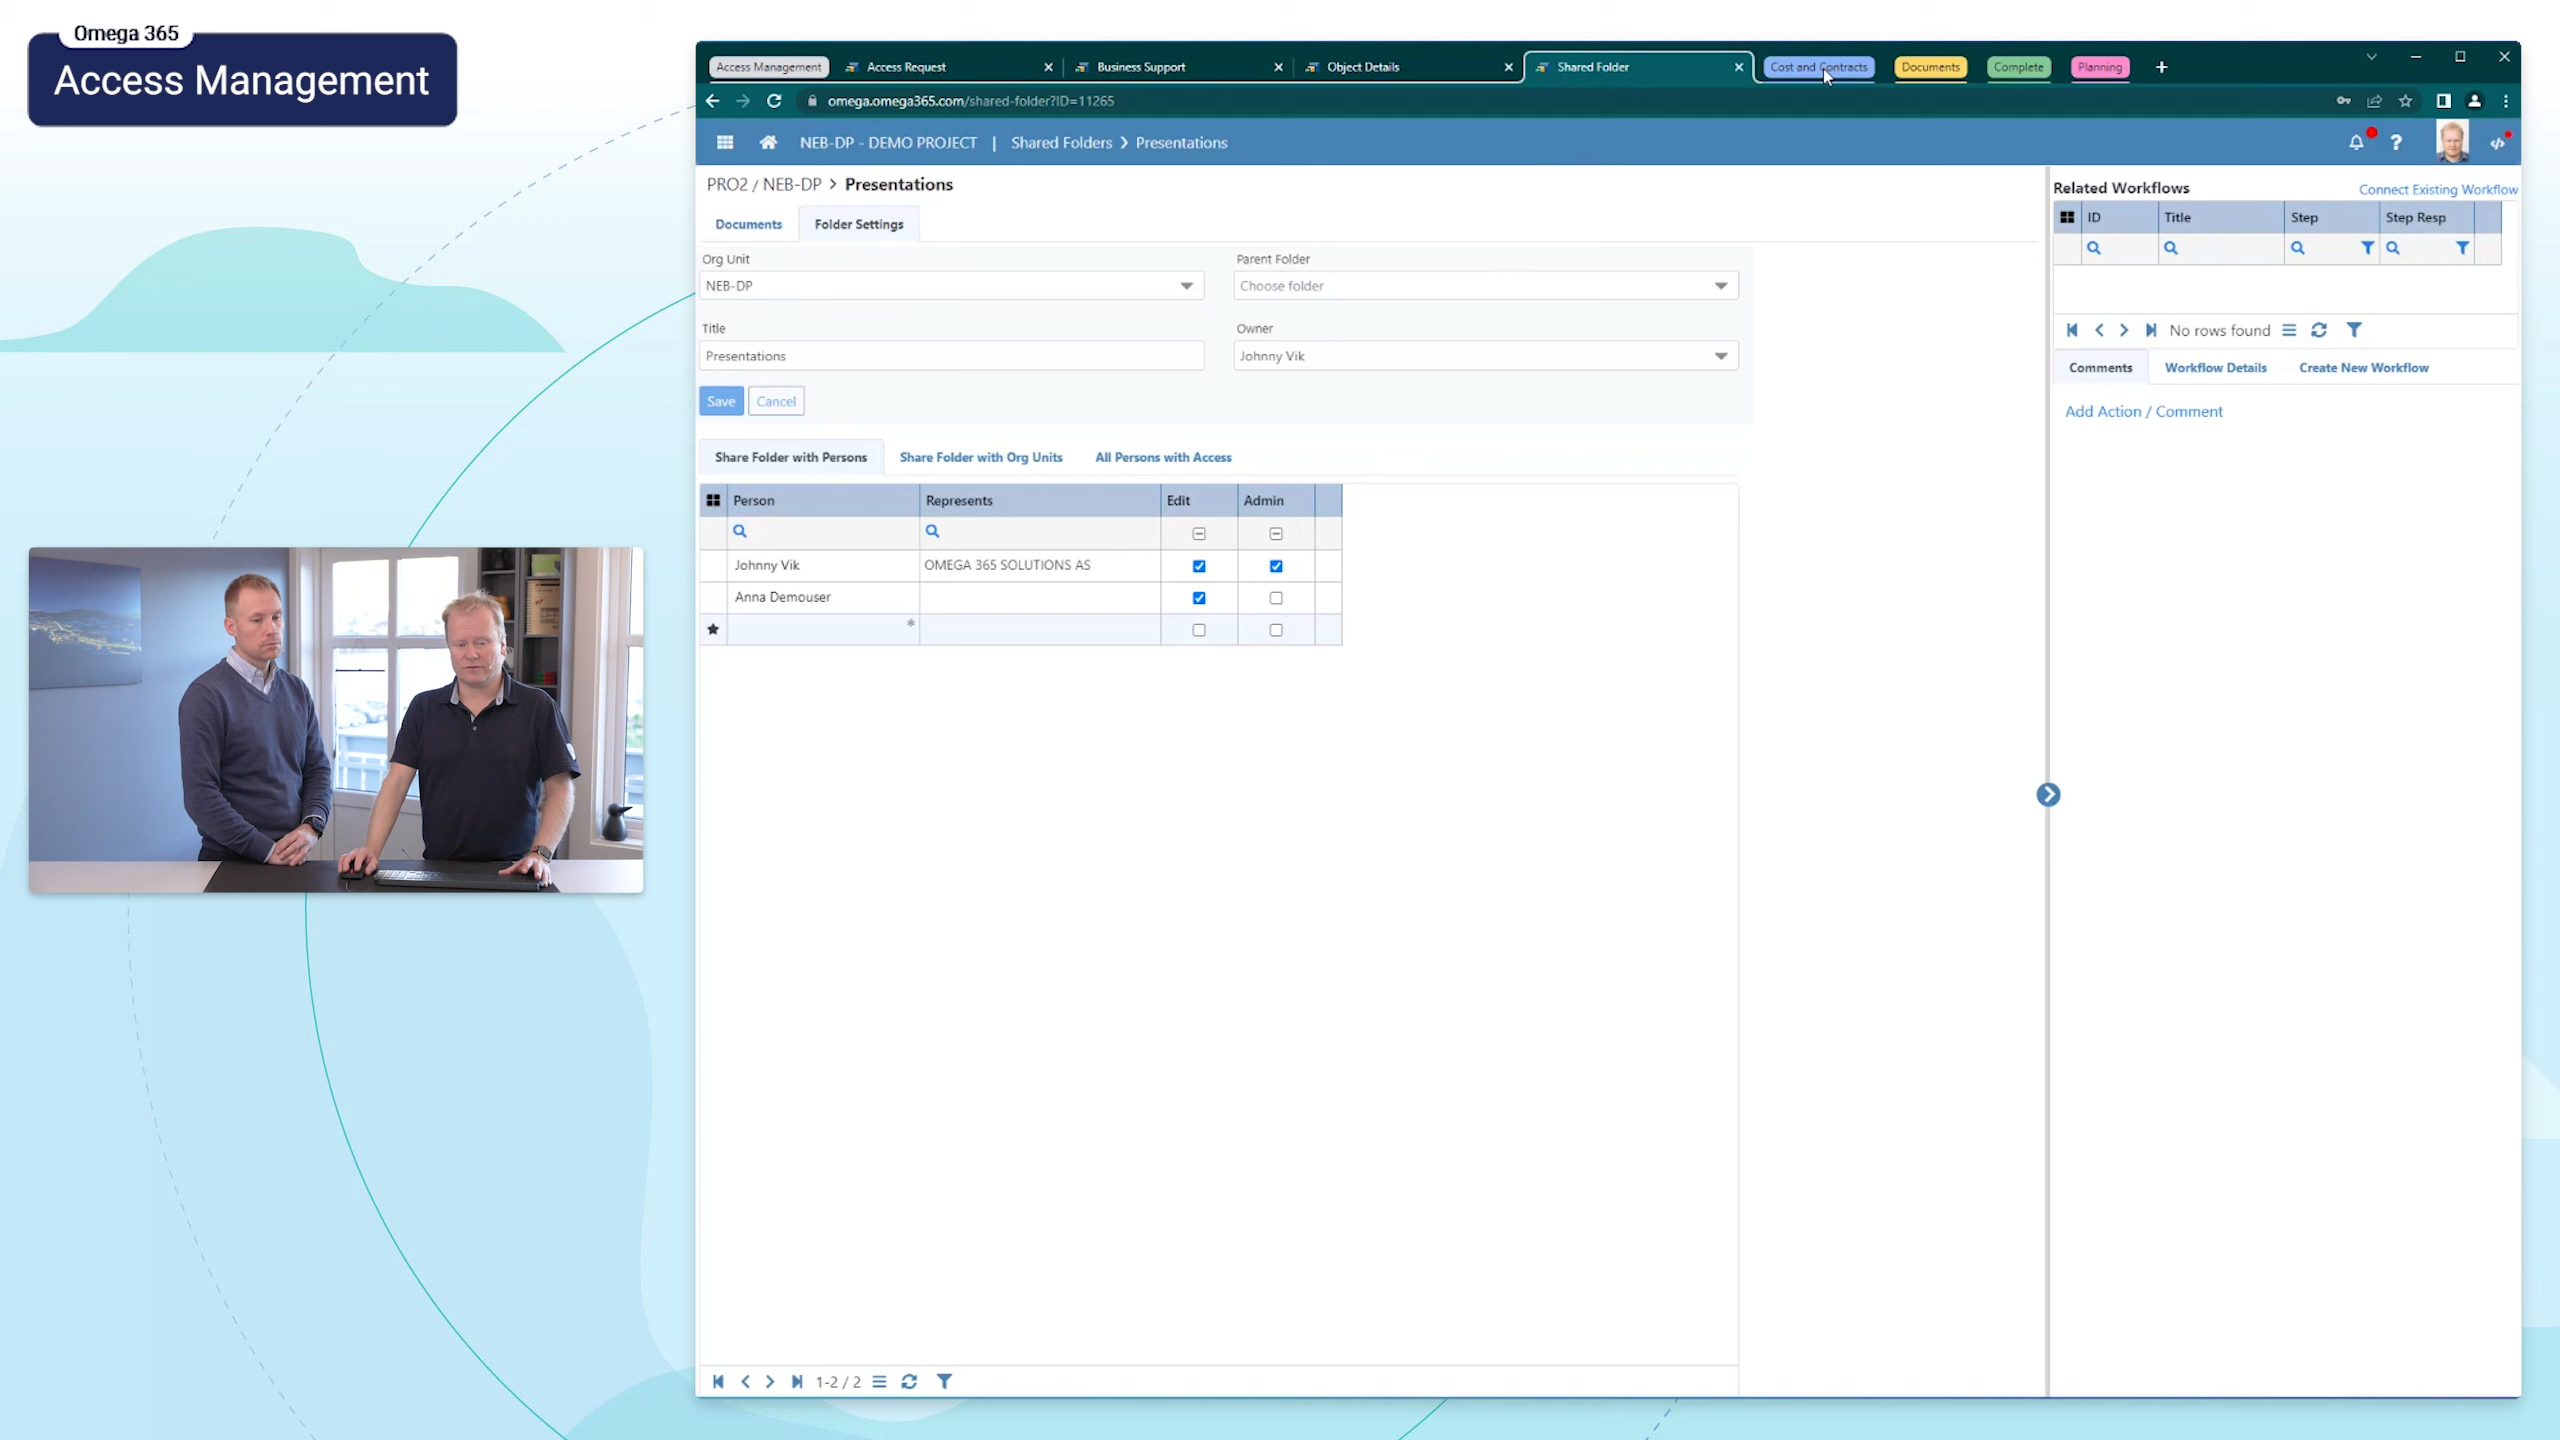 Omega 365
Access Management
Access Management
Access Request
Business Support
Object Details
Shared Folder
Cost and Contracts
Documents
Complete
Planning
omega.omega365.com/shared-folder?ID=11265
NEB-DP - DEMO PROJECT | Shared Folders > Presentations
PRO2 / NEB-DP > Presentations
Documents
Folder Settings
Org Unit
Parent Folder
NEB-DP
Choose folder
Title
Owner
Presentations
Johnny Vik
Save
Cancel
Share Folder with Persons
Share Folder with Org Units
All Persons with Access
Person
Represents
Edit
Admin
Johnny Vik
OMEGA 365 SOLUTIONS AS
Anna Demouser
1-2 / 2
Related Workflows
Connect Existing Workflow
ID
Title
Step
Step Resp
No rows found
Comments
Workflow Details
Create New Workflow
Add Action / Comment